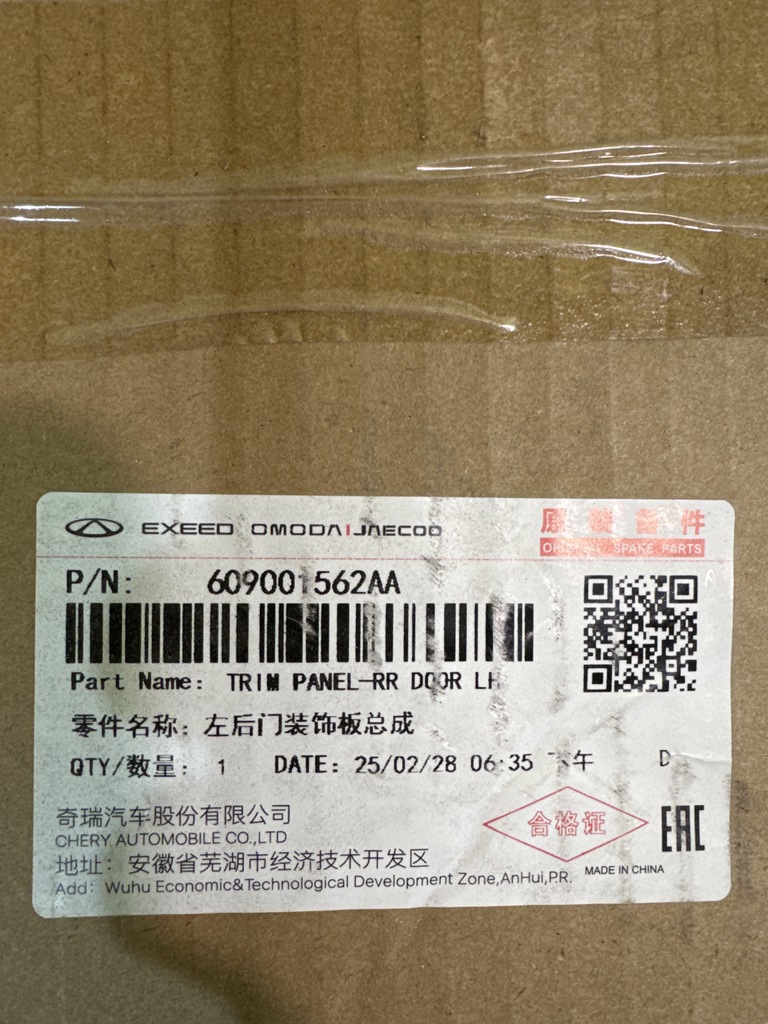 EXEED OMODA | JAECOO
原 装 备 件
ORIGINAL SPARE PARTS
P/N: 609001562AA
Part Name: TRIM PANEL-RR DOOR LH
零件名称: 左后门装饰板总成
QTY/数量: 1 DATE: 25/02/28 06:35 下午 D
奇瑞汽车股份有限公司
CHERY AUTOMOBILE CO.,LTD
合格证
EAC
地址: 安徽省芜湖市经济技术开发区
MADE IN CHINA
Add: Wuhu Economic&Technological Development Zone,AnHui,P.R.